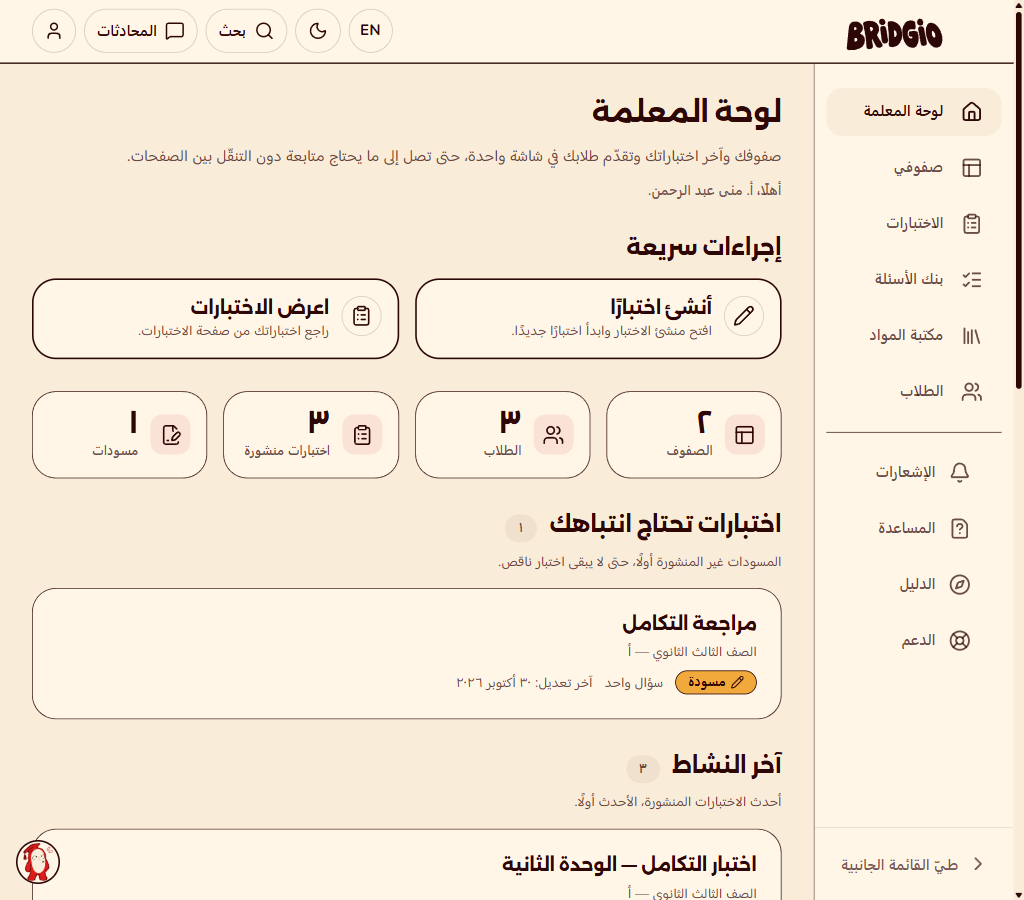 BRiDGiO
EN
بحث
المحادثات
لوحة المعلمة
صفوفي
الاختبارات
بنك الأسئلة
مكتبة المواد
الطلاب
الإشعارات
المساعدة
الدليل
الدعم
طيّ القائمة الجانبية
لوحة المعلمة
صفوفك وآخر اختباراتك وتقدّم طلابك في شاشة واحدة، حتى تصل إلى ما يحتاج متابعة دون التنقّل بين الصفحات.
أهلًا، أ. منى عبد الرحمن.
إجراءات سريعة
أنشئ اختبارًا
افتح منشئ الاختبار وابدأ اختبارًا جديدًا.
اعرض الاختبارات
راجع اختباراتك من صفحة الاختبارات.
٢
الصفوف
٣
الطلاب
٣
اختبارات منشورة
١
مسودات
اختبارات تحتاج انتباهك ١
المسودات غير المنشورة أولًا، حتى لا يبقى اختبار ناقص.
مراجعة التكامل
الصف الثالث الثانوي — أ
مسودة سؤال واحد آخر تعديل: ٣٠ أكتوبر ٢٠٢٦
آخر النشاط ٣
أحدث الاختبارات المنشورة، الأحدث أولًا.
اختبار التكامل — الوحدة الثانية
الصف الثالث الثانوي — أ